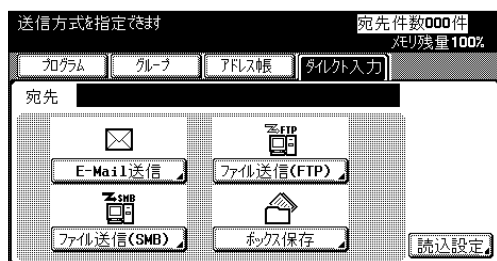 送信方式を指定できます
宛先件数000件
メモリ残量100%
プログラム グループ アドレス帳 ダイレクト入力
宛先
FTP
E-Mail送信 ファイル送信(FTP)
SMB
ファイル送信(SMB) ボックス保存
読込設定